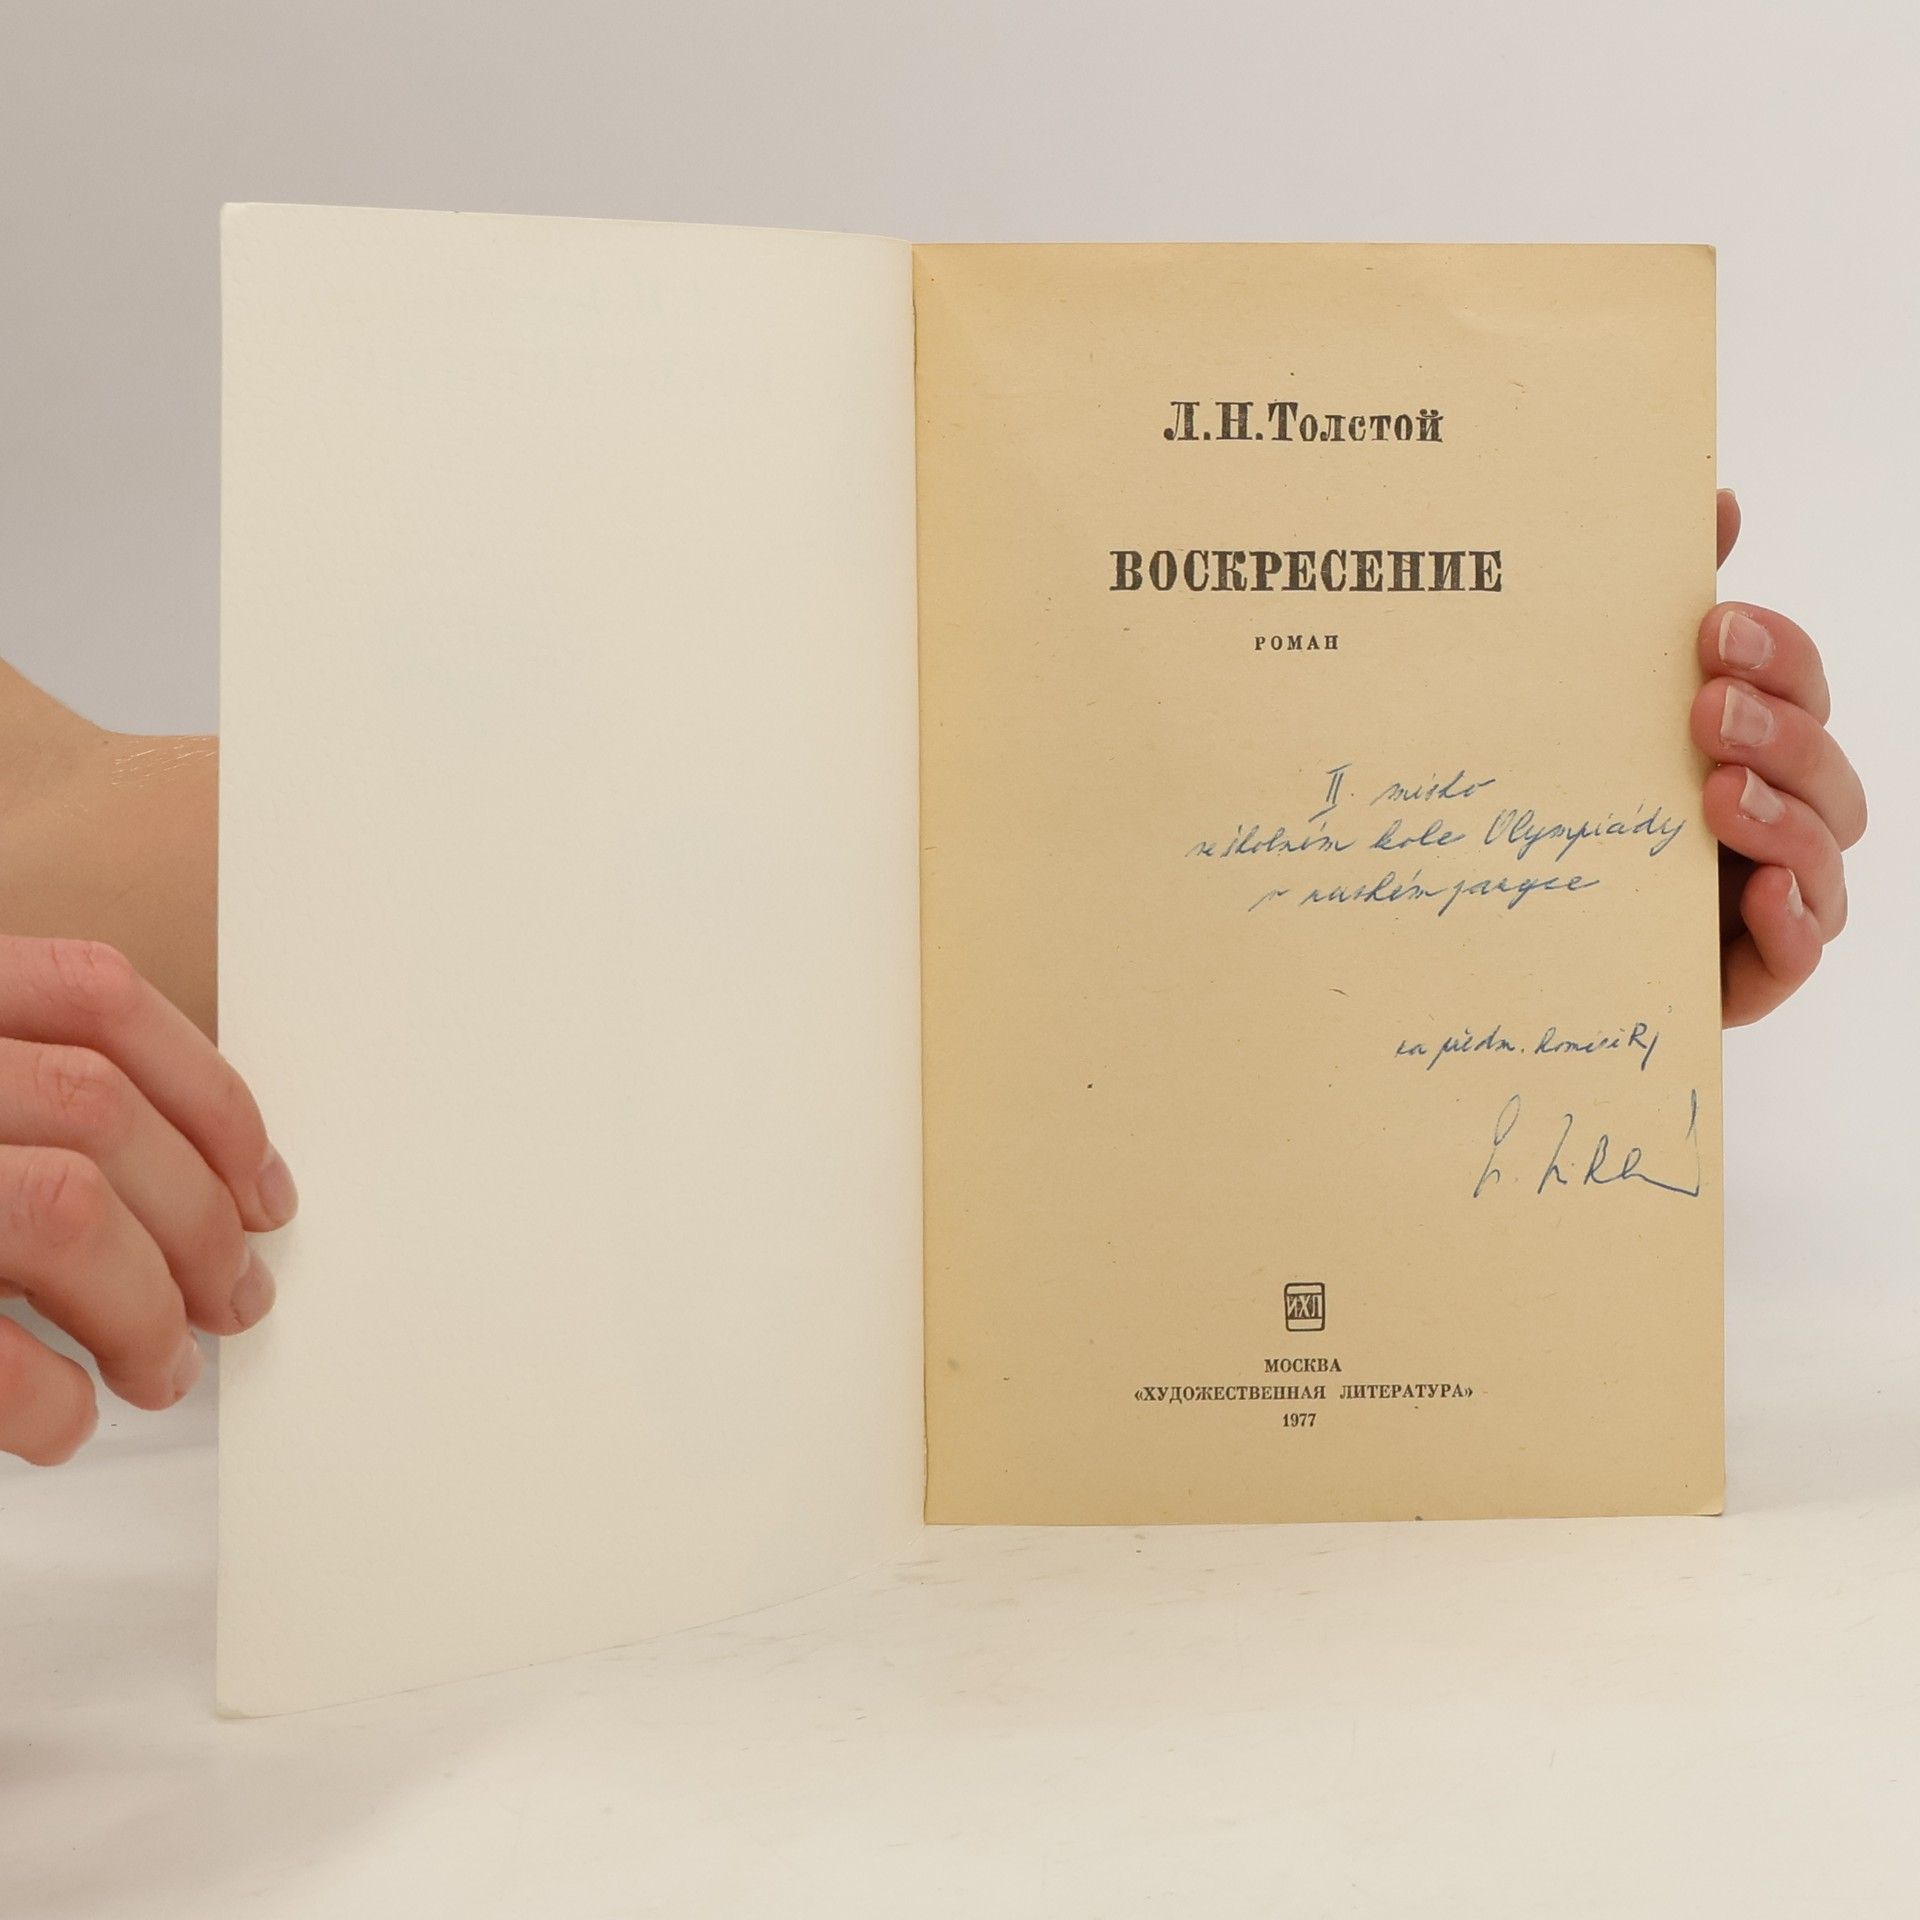 Л.Н.Толстой
ВОСКРЕСЕНИЕ
РОМАН
II. místo
ve školním kole Olympiády
v ruském jazyce
za předm. komisi Rj
ИХЛ
МОСКВА
«ХУДОЖЕСТВЕННАЯ ЛИТЕРАТУРА»
1977